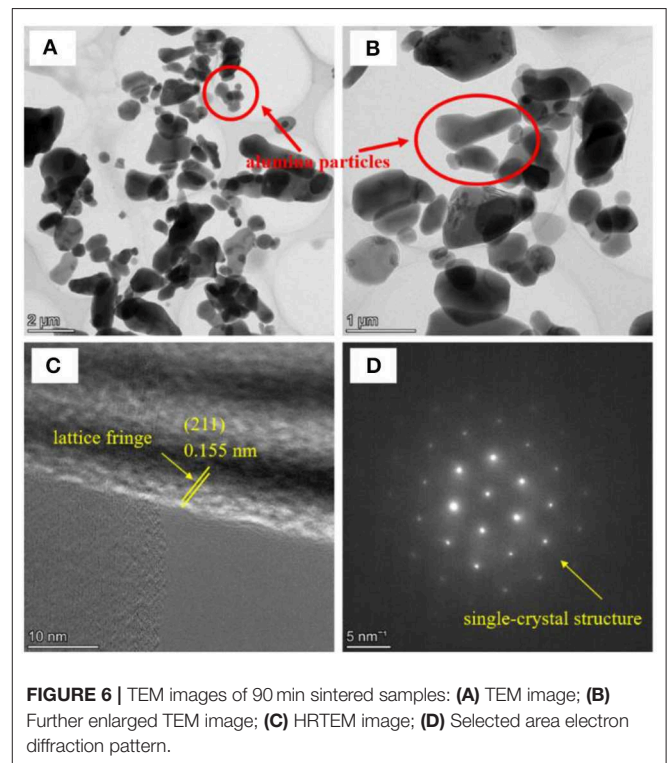 A
B
alumina particles
2 μm
1 μm
C
D
(211)
0.155 nm
lattice fringe
single-crystal structure
10 nm
5 nm⁻¹
FIGURE 6 | TEM images of 90 min sintered samples: (A) TEM image; (B)
Further enlarged TEM image; (C) HRTEM image; (D) Selected area electron
diffraction pattern.